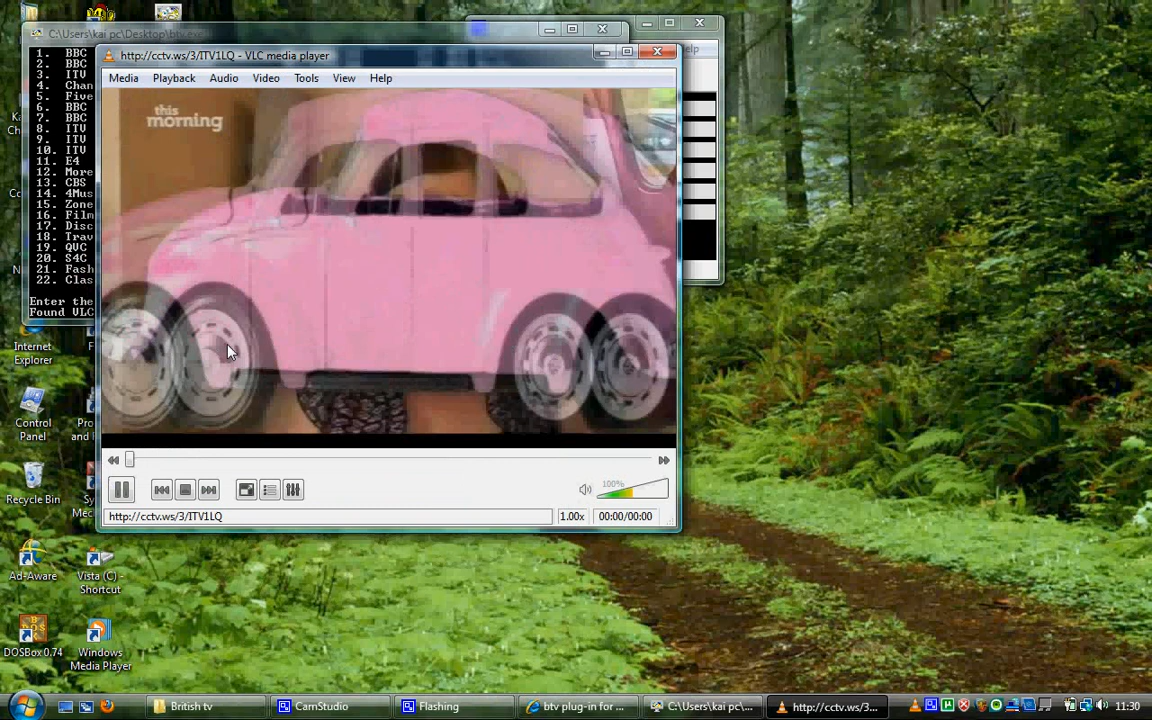 C:\Users\kai pc\Desktop\btv.exe
http://cctv.ws/3/ITV1LQ - VLC media player
Media Playback Audio Video Tools View Help
this
morning
1. BBC
2. BBC
3. ITV
4. Chan
5. Five
6. BBC
7. BBC
8. ITV
9. ITV
10. ITV
11. E4
12. More
13. CBS
14. 4Mus
15. Zone
16. Film
17. Disc
18. Trav
19. QVC
20. S4C
21. Fash
22. Clas
Enter the
Found VLC
100%
http://cctv.ws/3/ITV1LQ 1.00x 00:00/00:00
Internet
Explorer
Control
Panel
Recycle Bin
Ad-Aware
Vista (C) -
Shortcut
DOSBox 0.74
Windows
Media Player
British tv
CamStudio
Flashing
btv plug-in for ...
C:\Users\kai pc\...
http://cctv.ws/3...
11:30